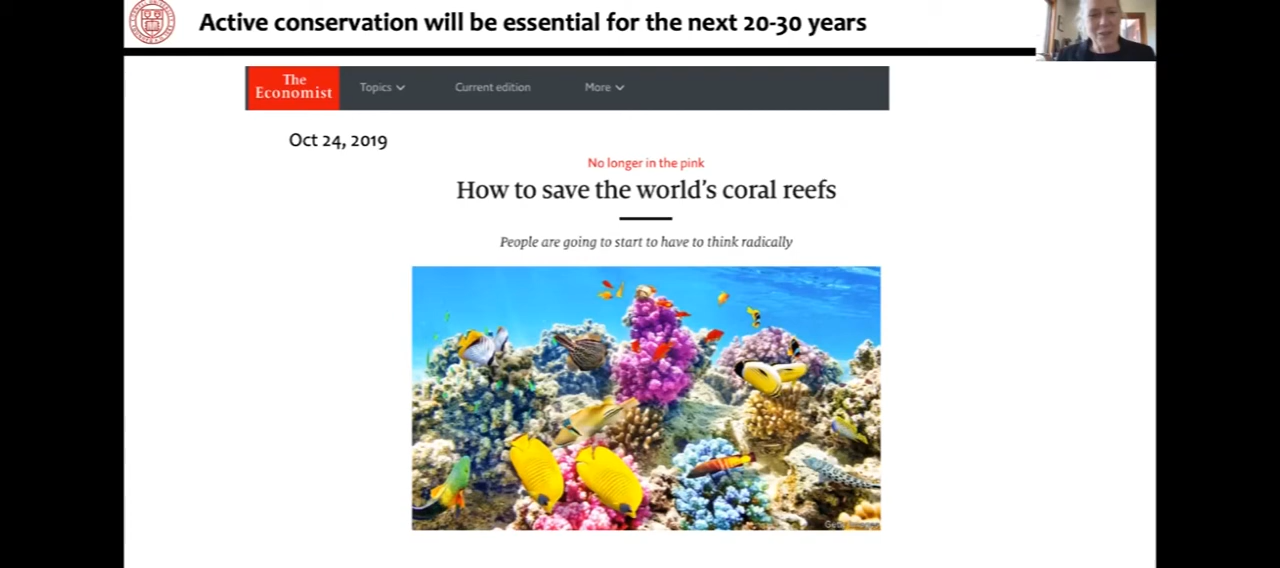 Active conservation will be essential for the next 20-30 years
The
Economist
Topics
Current edition
More
Oct 24, 2019
No longer in the pink
How to save the world's coral reefs
People are going to start to have to think radically